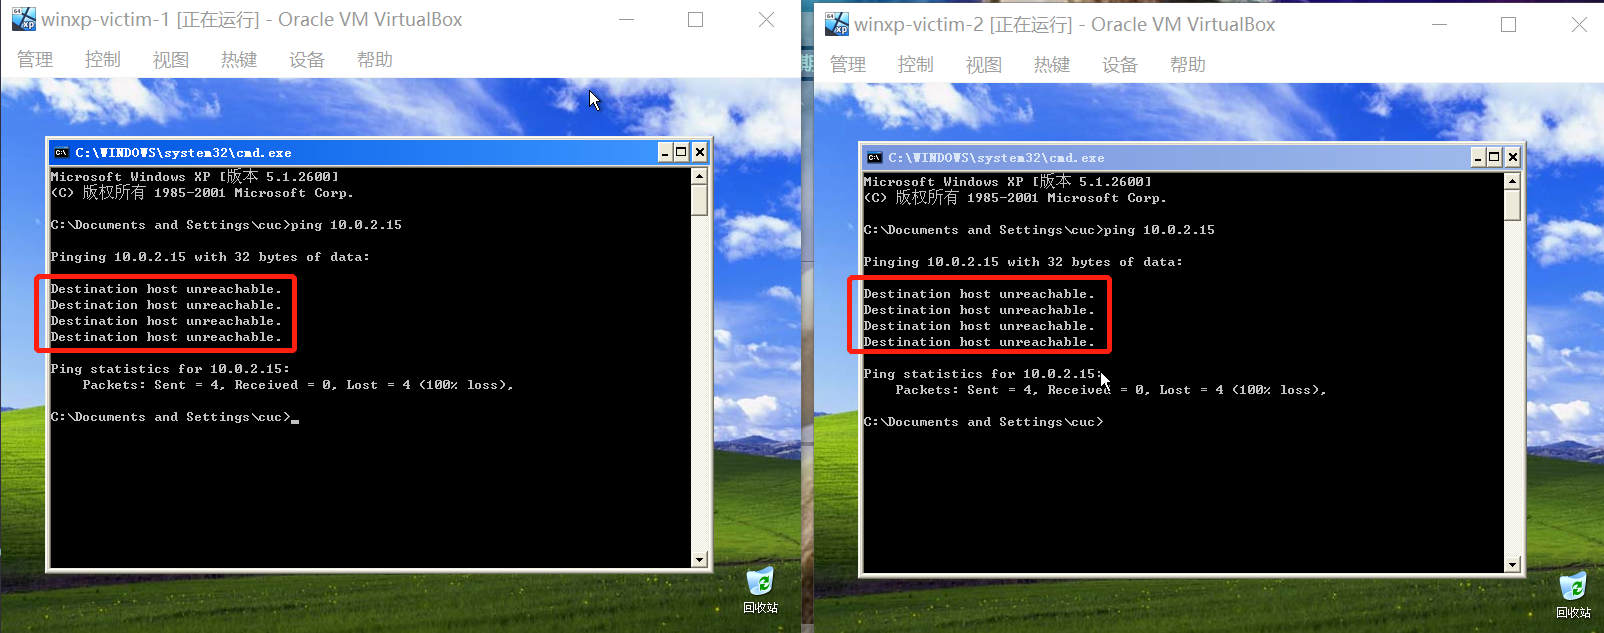 winxp-victim-1 [正在运行] - Oracle VM VirtualBox
管理 控制 视图 热键 设备 帮助
C:\WINDOWS\system32\cmd.exe
Microsoft Windows XP [版本 5.1.2600]
(C) 版权所有 1985-2001 Microsoft Corp.
C:\Documents and Settings\cuc>ping 10.0.2.15
Pinging 10.0.2.15 with 32 bytes of data:
Destination host unreachable.
Destination host unreachable.
Destination host unreachable.
Destination host unreachable.
Ping statistics for 10.0.2.15:
Packets: Sent = 4, Received = 0, Lost = 4 (100% loss),
C:\Documents and Settings\cuc>
回收站
winxp-victim-2 [正在运行] - Oracle VM VirtualBox
管理 控制 视图 热键 设备 帮助
C:\WINDOWS\system32\cmd.exe
Microsoft Windows XP [版本 5.1.2600]
(C) 版权所有 1985-2001 Microsoft Corp.
C:\Documents and Settings\cuc>ping 10.0.2.15
Pinging 10.0.2.15 with 32 bytes of data:
Destination host unreachable.
Destination host unreachable.
Destination host unreachable.
Destination host unreachable.
Ping statistics for 10.0.2.15:
Packets: Sent = 4, Received = 0, Lost = 4 (100% loss),
C:\Documents and Settings\cuc>
回收站